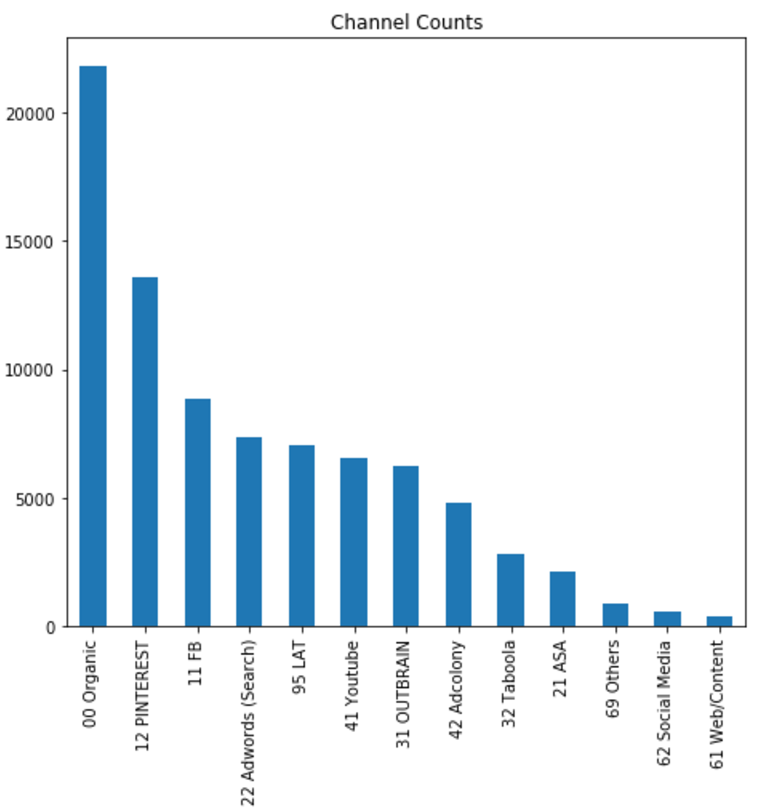 Channel Counts
20000
15000
10000
5000
0
00 Organic
12 PINTEREST
11 FB
22 Adwords (Search)
95 LAT
41 Youtube
31 OUTBRAIN
42 Adcolony
32 Taboola
21 ASA
69 Others
62 Social Media
61 Web/Content